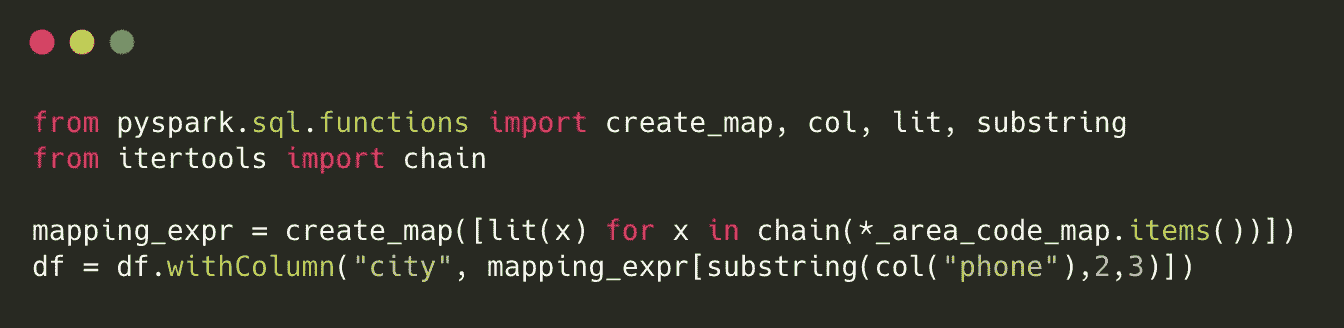 from pyspark.sql.functions import create_map, col, lit, substring
from itertools import chain
mapping_expr = create_map([lit(x) for x in chain(*_area_code_map.items())])
df = df.withColumn("city", mapping_expr[substring(col("phone"),2,3)])